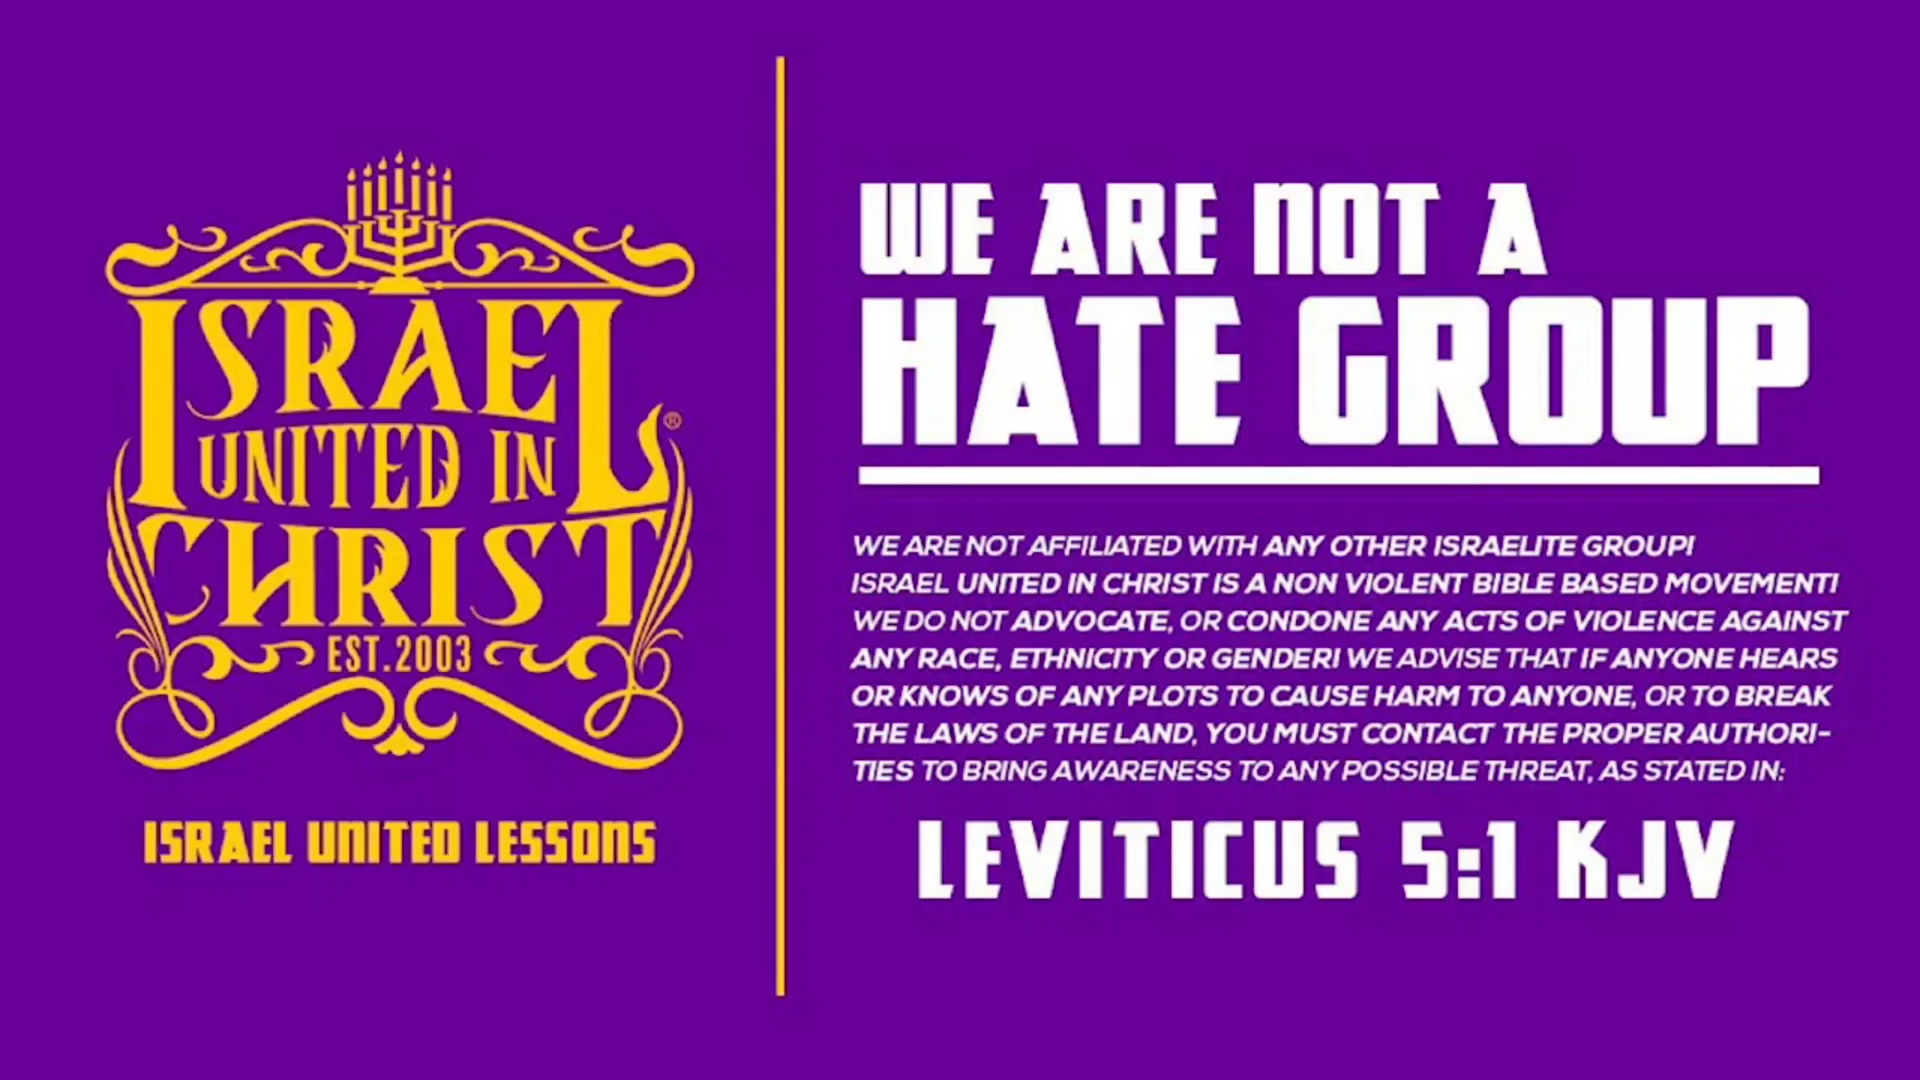 ISRAEL
UNITED IN
CHRIST
®
EST.2003
ISRAEL UNITED LESSONS
WE ARE NOT A
HATE GROUP
WE ARE NOT AFFILIATED WITH ANY OTHER ISRAELITE GROUP!
ISRAEL UNITED IN CHRIST IS A NON VIOLENT BIBLE BASED MOVEMENT!
WE DO NOT ADVOCATE, OR CONDONE ANY ACTS OF VIOLENCE AGAINST
ANY RACE, ETHNICITY OR GENDER! WE ADVISE THAT IF ANYONE HEARS
OR KNOWS OF ANY PLOTS TO CAUSE HARM TO ANYONE, OR TO BREAK
THE LAWS OF THE LAND, YOU MUST CONTACT THE PROPER AUTHORI-
TIES TO BRING AWARENESS TO ANY POSSIBLE THREAT, AS STATED IN:
LEVITICUS 5:1 KJV